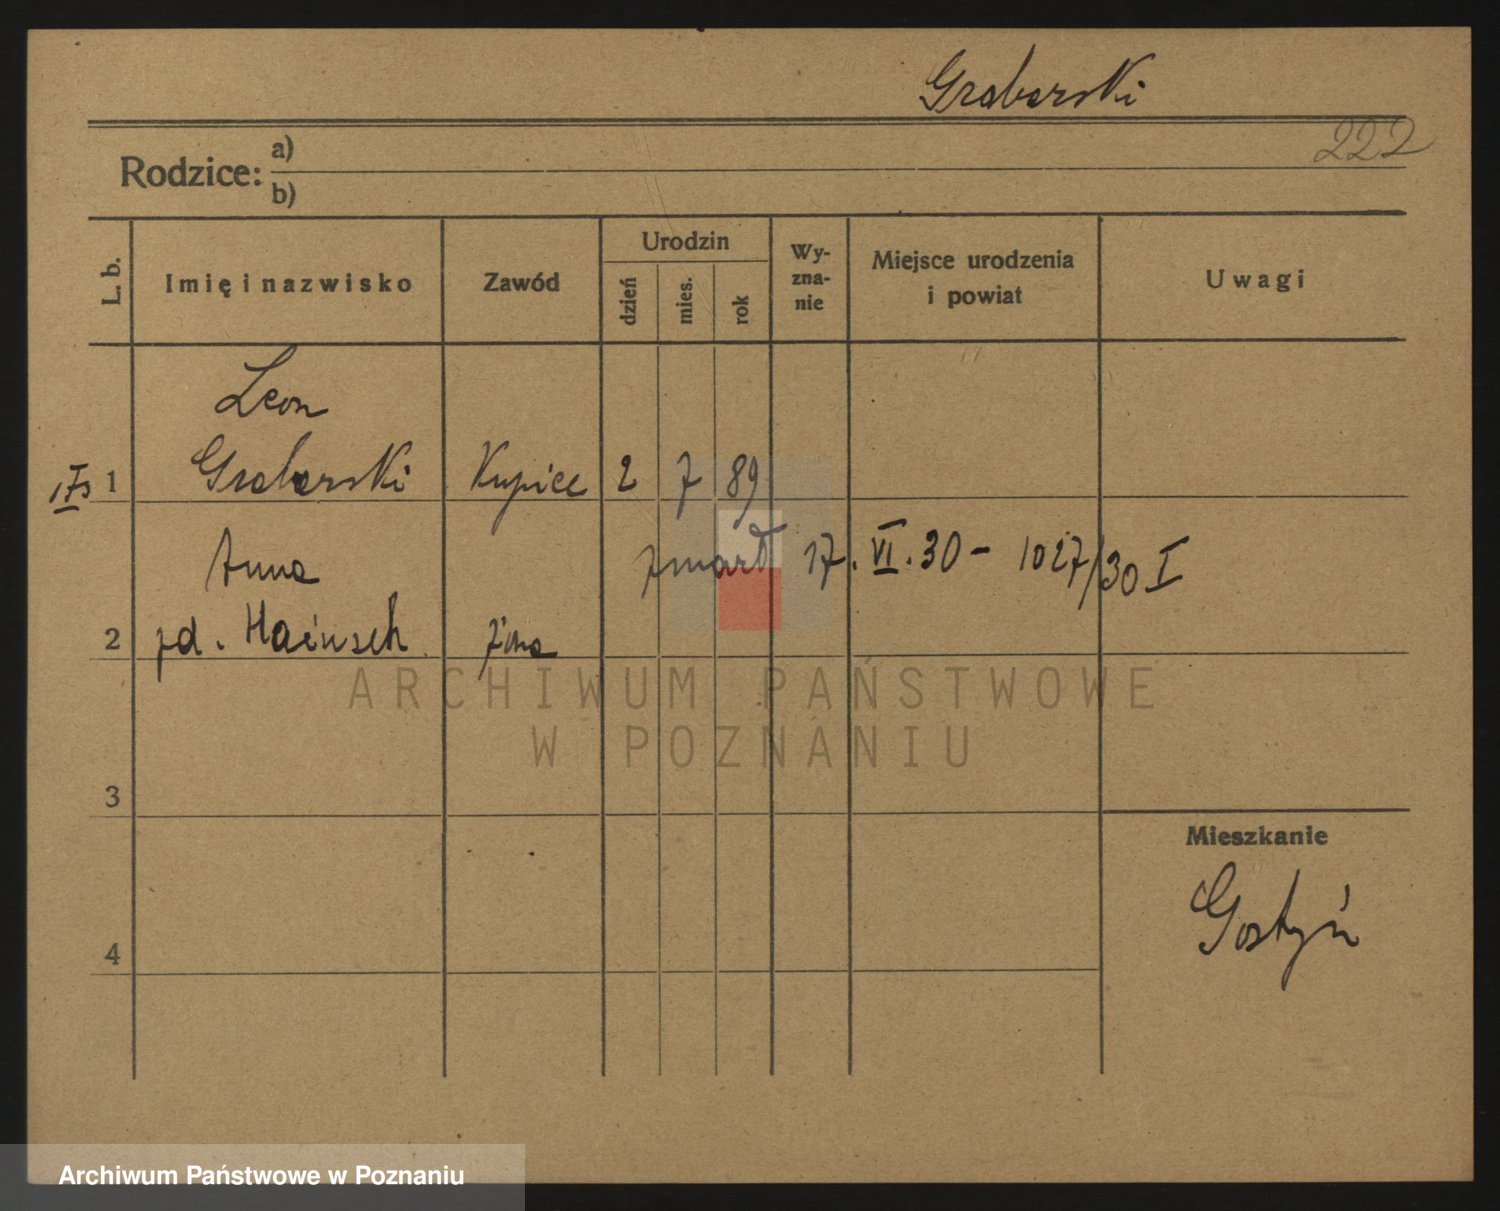 Grabarski
222
Rodzice: a)
b)
L. b.
Imię i nazwisko
Zawód
Urodzin
dzień
mies.
rok
Wy-
zna-
nie
Miejsce urodzenia
i powiat
Uwagi
Leon
1 Grabarski Kupiec 2 7 89
Anna
zmarł 17. VI. 30 - 1027/30 I
2 zd. Hainsch żona
ARCHIWUM PAŃSTWOWE
W POZNANIU
3
Mieszkanie
Gostyń
4
Archiwum Państwowe w Poznaniu